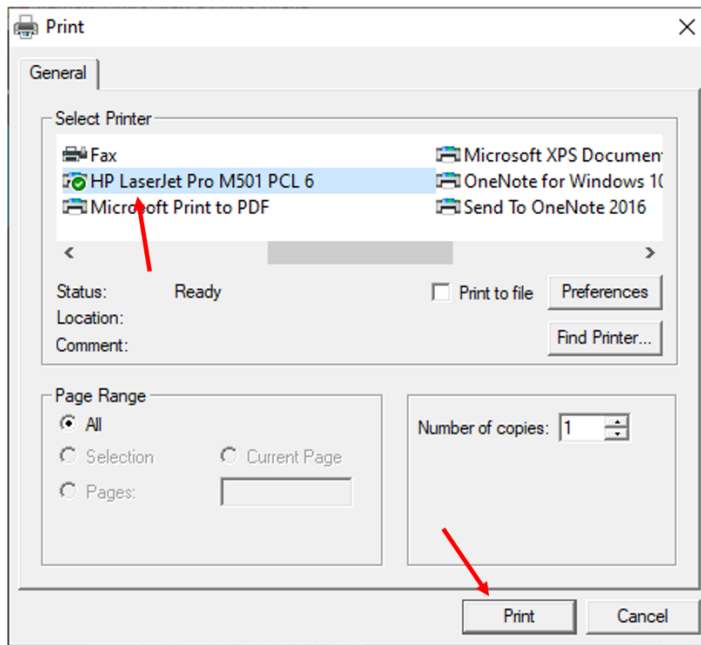 Print
General
Select Printer
Fax
HP LaserJet Pro M501 PCL 6
Microsoft Print to PDF
Microsoft XPS Documen
OneNote for Windows 10
Send To OneNote 2016
Status: Ready
Print to file
Preferences
Location:
Comment:
Find Printer...
Page Range
All
Selection
Current Page
Pages:
Number of copies: 1
Print
Cancel